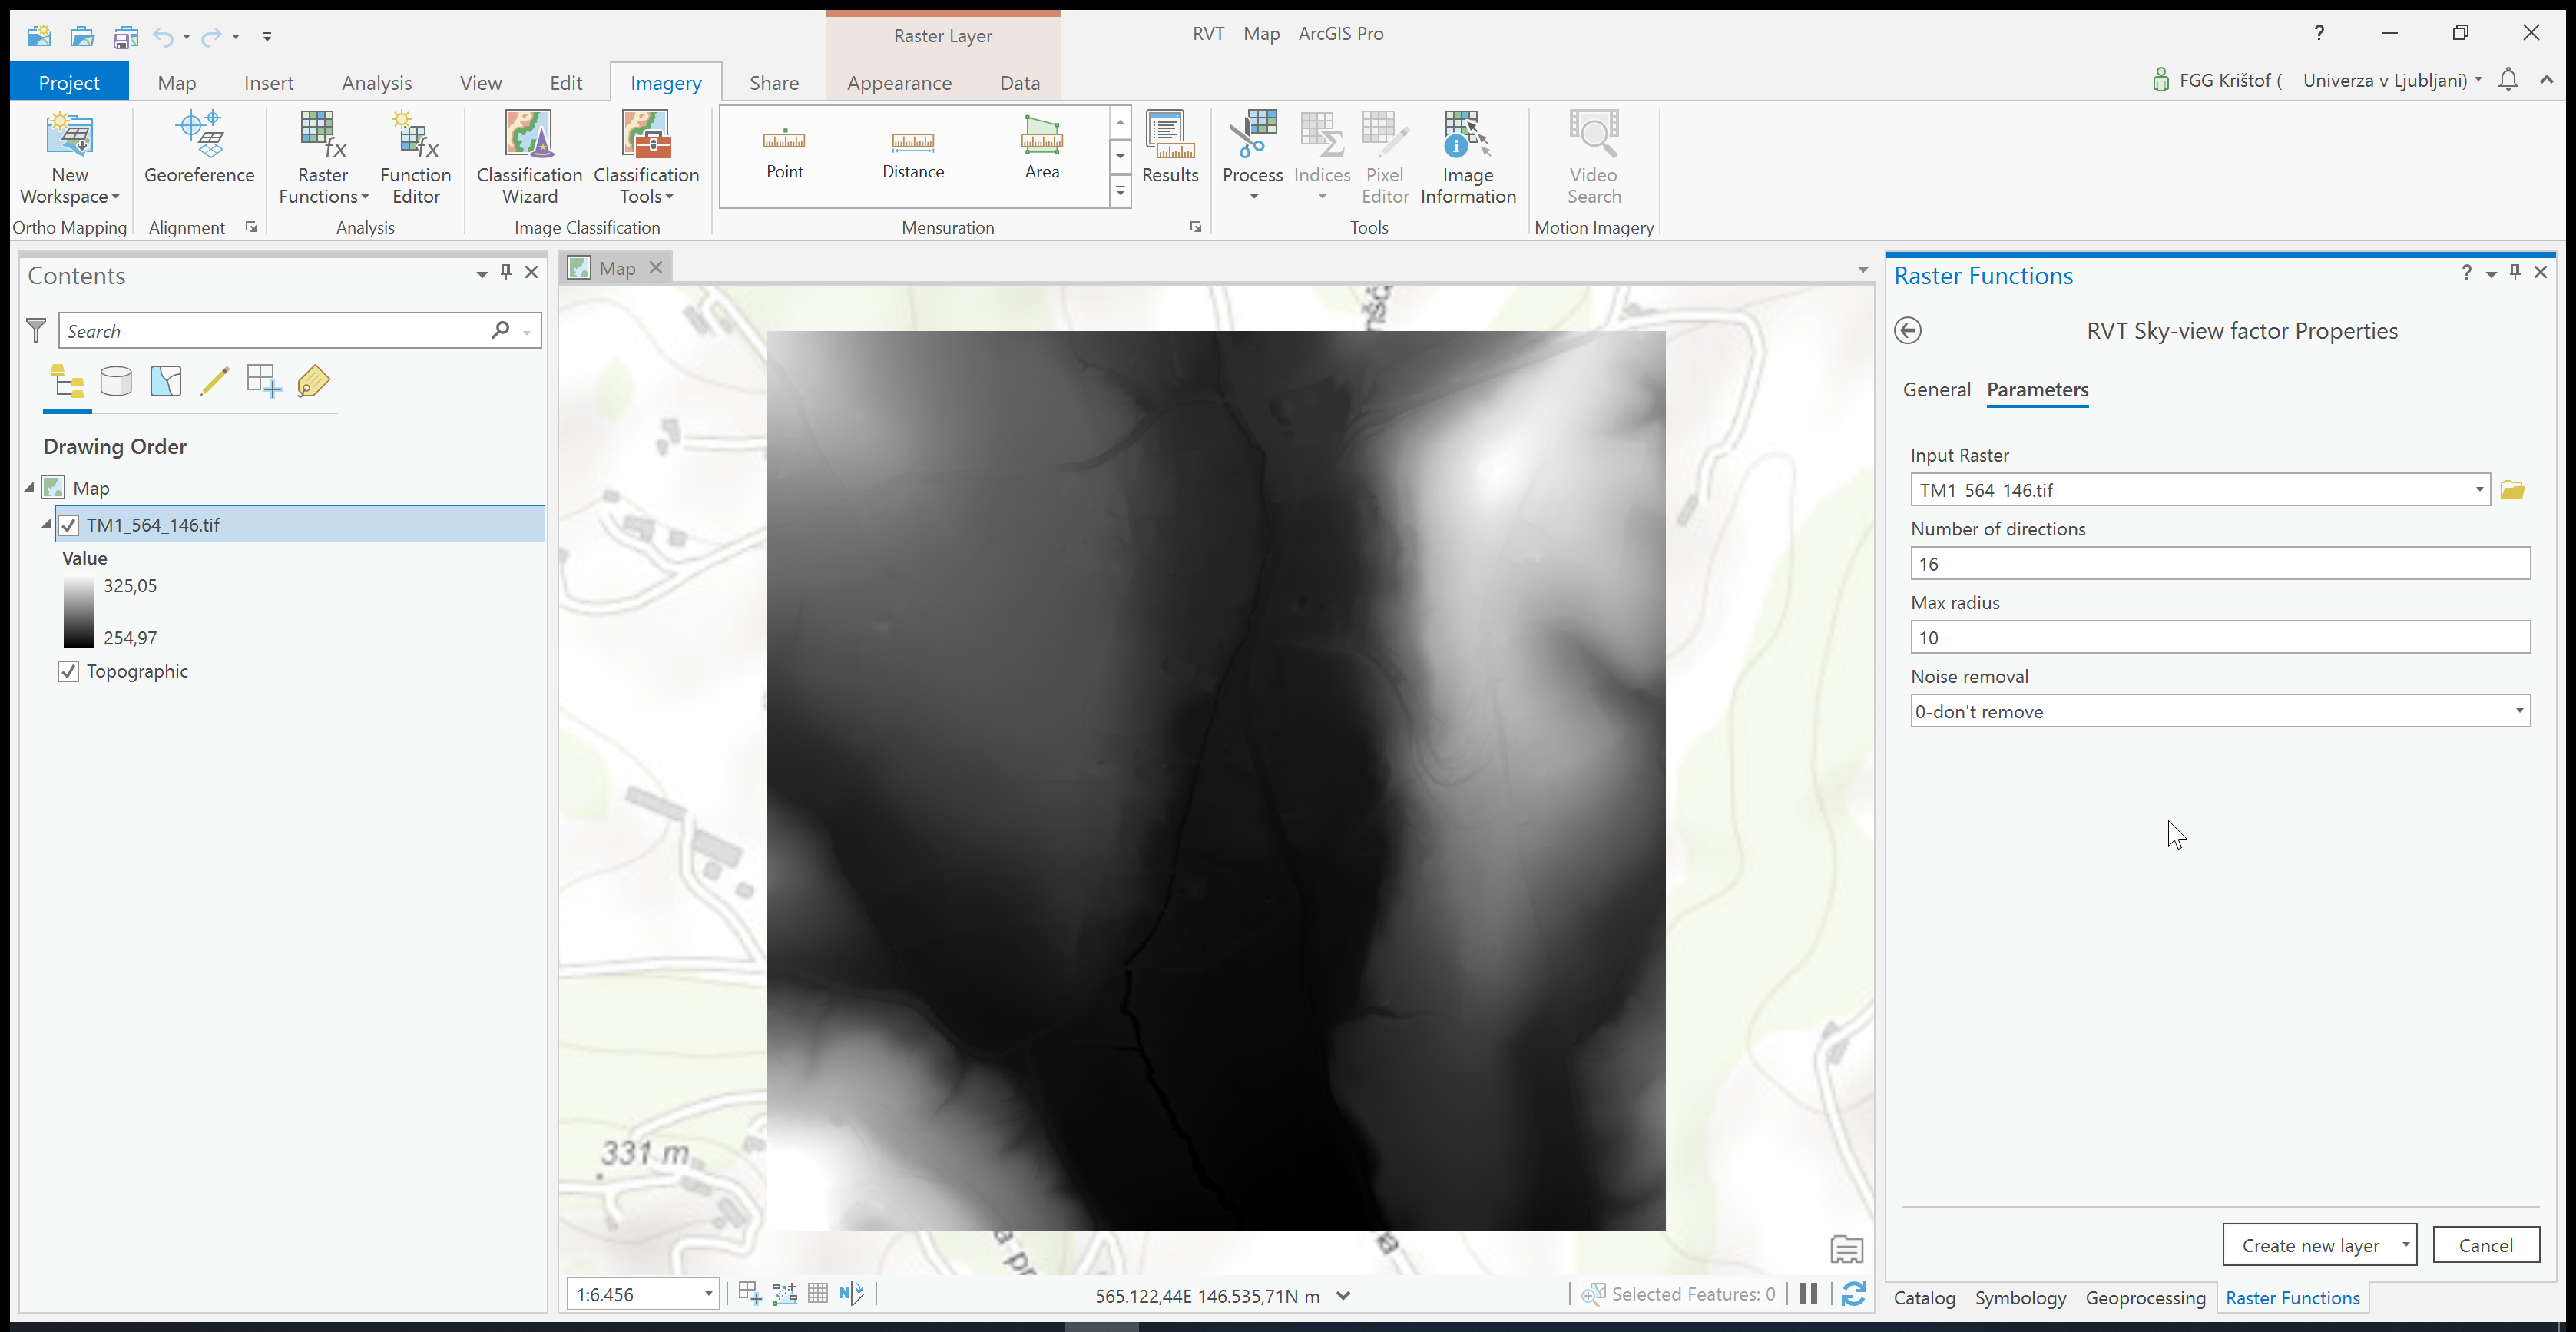 Raster Layer
RVT - Map - ArcGIS Pro
?
Project
Map
Insert
Analysis
View
Edit
Imagery
Share
Appearance
Data
FGG Krištof (
Univerza v Ljubljani)
New Workspace
Georeference
Raster Functions
Function Editor
Classification Wizard
Classification Tools
Point
Distance
Area
Results
Process
Indices
Pixel Editor
Image Information
Video Search
Ortho Mapping
Alignment
Analysis
Image Classification
Mensuration
Tools
Motion Imagery
Contents
Search
Drawing Order
Map
TM1_564_146.tif
Value
325,05
254,97
Topographic
Map
331 m
1:6.456
565.122,44E 146.535,71N m
Selected Features: 0
Raster Functions
?
RVT Sky-view factor Properties
General
Parameters
Input Raster
TM1_564_146.tif
Number of directions
16
Max radius
10
Noise removal
0-don't remove
Create new layer
Cancel
Catalog
Symbology
Geoprocessing
Raster Functions